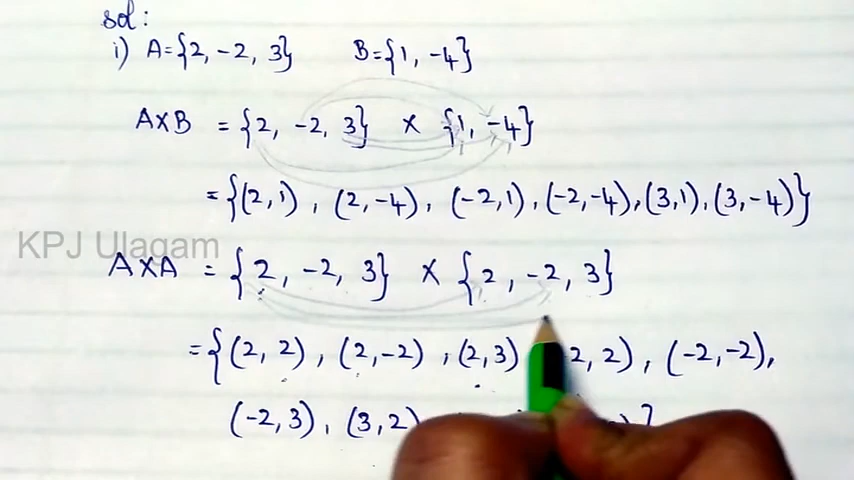 sol:
i) A={2, -2, 3} B={1, -4}
AXB = {2, -2, 3} X {1, -4}
={(2,1), (2,-4), (-2,1), (-2,-4), (3,1), (3,-4)}
KPJ Ulagam
AXA = {2, -2, 3} X {2, -2, 3}
={(2, 2), (2,-2), (2,3) 2, 2), (-2,-2),
(-2,3), (3,2)